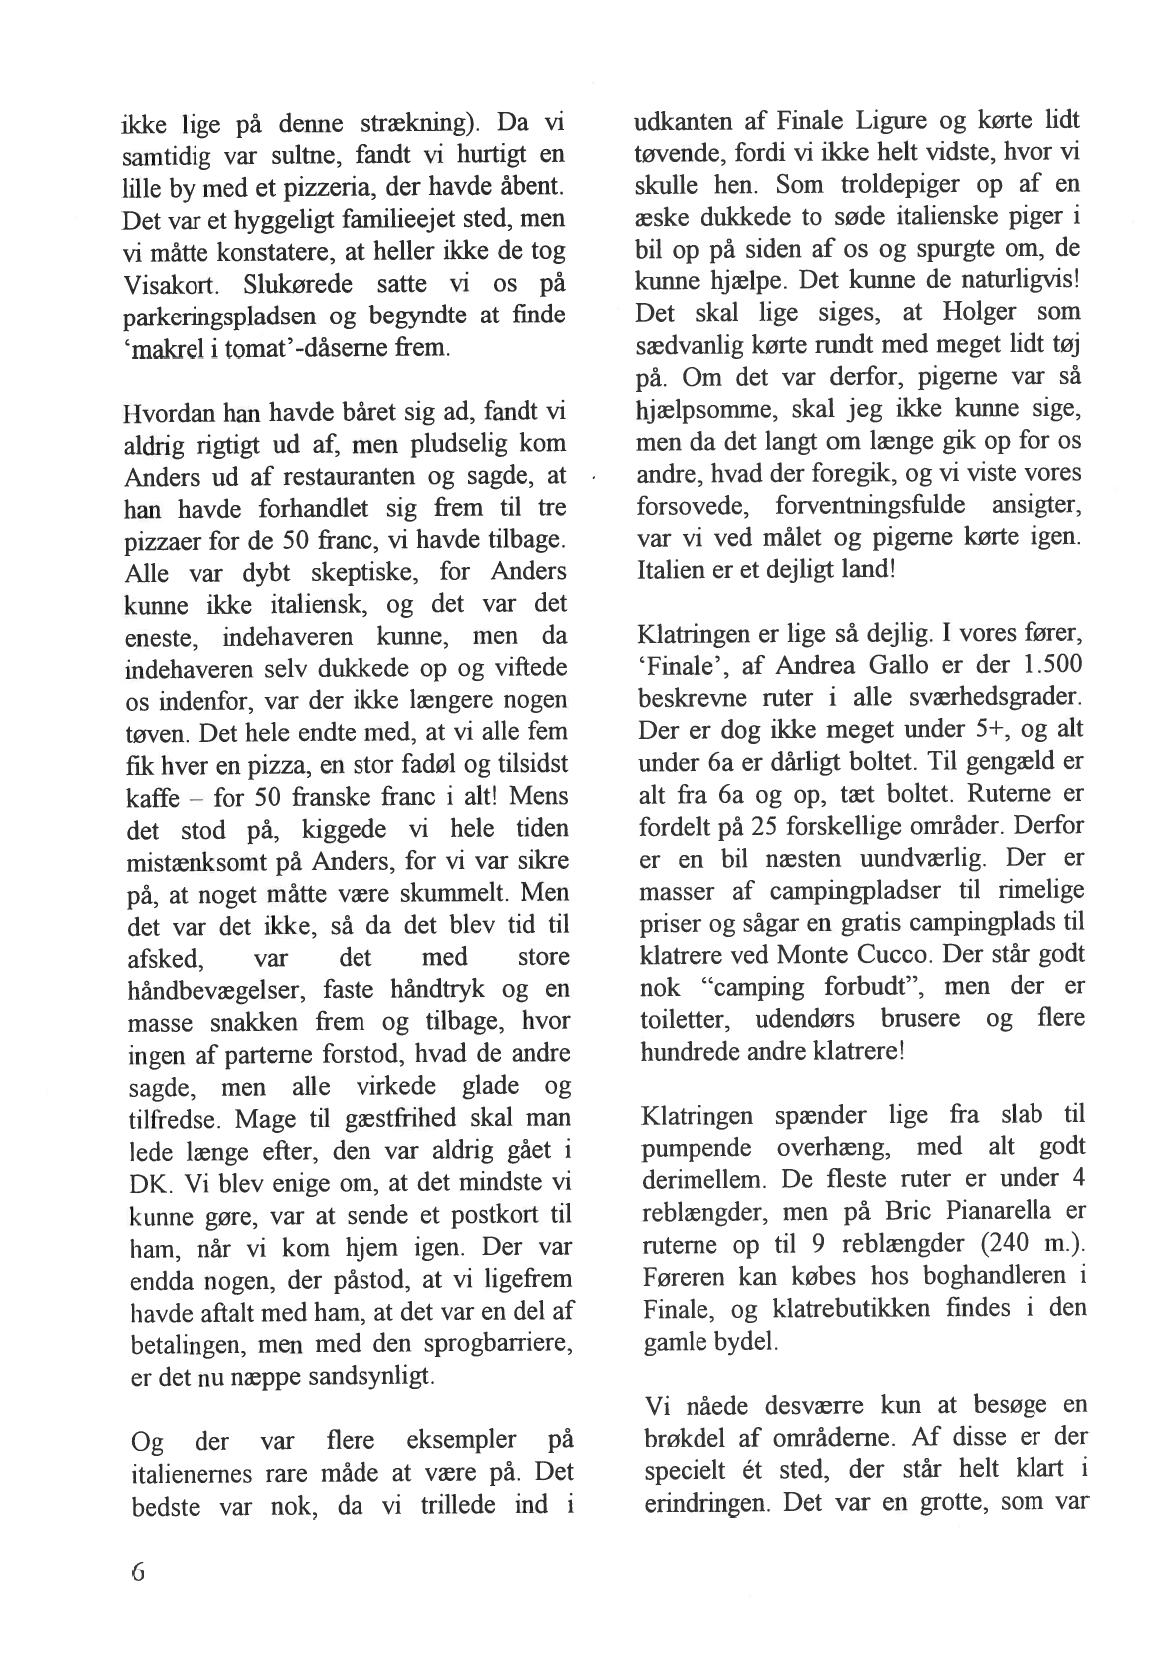 ikke lige på denne strækning). Da vi
samtidig var sultne, fandt vi hurtigt en
lille by med et pizzeria, der havde åbent.
Det var et hyggeligt familieejet sted, men
vi måtte konstatere, at heller ikke de tog
Visakort. Slukørede satte vi os på
parkeringspladsen og begyndte at finde
‘makrel i tomat’-dåserne frem.

Hvordan han havde båret sig ad, fandt vi
aldrig rigtigt ud af, men pludselig kom
Anders ud af restauranten og sagde, at
han havde forhandlet sig frem til tre
pizzaer for de 50 franc, vi havde tilbage.
Alle var dybt skeptiske, for Anders
kunne ikke italiensk, og det var det
eneste, indehaveren kunne, men da
indehaveren selv dukkede op og viftede
os indenfor, var der ikke længere nogen
tøven. Det hele endte med, at vi alle fem
fik hver en pizza, en stor fadøl og tilsidst
kaffe – for 50 franske franc i alt! Mens
det stod på, kiggede vi hele tiden
mistænksomt på Anders, for vi var sikre
på, at noget måtte være skummelt. Men
det var det ikke, så da det blev tid til
afsked, var det med store
håndbevægelser, faste håndtryk og en
masse snakken frem og tilbage, hvor
ingen af parterne forstod, hvad de andre
sagde, men alle virkede glade og
tilfredse. Mage til gæstfrihed skal man
lede længe efter, den var aldrig gået i
DK. Vi blev enige om, at det mindste vi
kunne gøre, var at sende et postkort til
ham, når vi kom hjem igen. Der var
endda nogen, der påstod, at vi ligefrem
havde aftalt med ham, at det var en del af
betalingen, men med den sprogbarriere,
er det nu næppe sandsynligt.

Og der var flere eksempler på
italienernes rare måde at være på. Det
bedste var nok, da vi trillede ind i
udkanten af Finale Ligure og kørte lidt
tøvende, fordi vi ikke helt vidste, hvor vi
skulle hen. Som troldepiger op af en
æske dukkede to søde italienske piger i
bil op på siden af os og spurgte om, de
kunne hjælpe. Det kunne de naturligvis!
Det skal lige siges, at Holger som
sædvanlig kørte rundt med meget lidt tøj
på. Om det var derfor, pigerne var så
hjælpsomme, skal jeg ikke kunne sige,
men da det langt om længe gik op for os
andre, hvad der foregik, og vi viste vores
forsovede, forventningsfulde ansigter,
var vi ved målet og pigerne kørte igen.
Italien er et dejligt land!

Klatringen er lige så dejlig. I vores fører,
‘Finale’, af Andrea Gallo er der 1.500
beskrevne ruter i alle sværhedsgrader.
Der er dog ikke meget under 5+, og alt
under 6a er dårligt boltet. Til gengæld er
alt fra 6a og op, tæt boltet. Ruterne er
fordelt på 25 forskellige områder. Derfor
er en bil næsten uundværlig. Der er
masser af campingpladser til rimelige
priser og sågar en gratis campingplads til
klatrere ved Monte Cucco. Der står godt
nok “camping forbudt”, men der er
toiletter, udendørs brusere og flere
hundrede andre klatrere!

Klatringen spænder lige fra slab til
pumpende overhæng, med alt godt
derimellem. De fleste ruter er under 4
reblængder, men på Bric Pianarella er
ruterne op til 9 reblængder (240 m.).
Føreren kan købes hos boghandleren i
Finale, og klatrebutikken findes i den
gamle bydel.

Vi nåede desværre kun at besøge en
brøkdel af områderne. Af disse er der
specielt ét sted, der står helt klart i
erindringen. Det var en grotte, som var

6